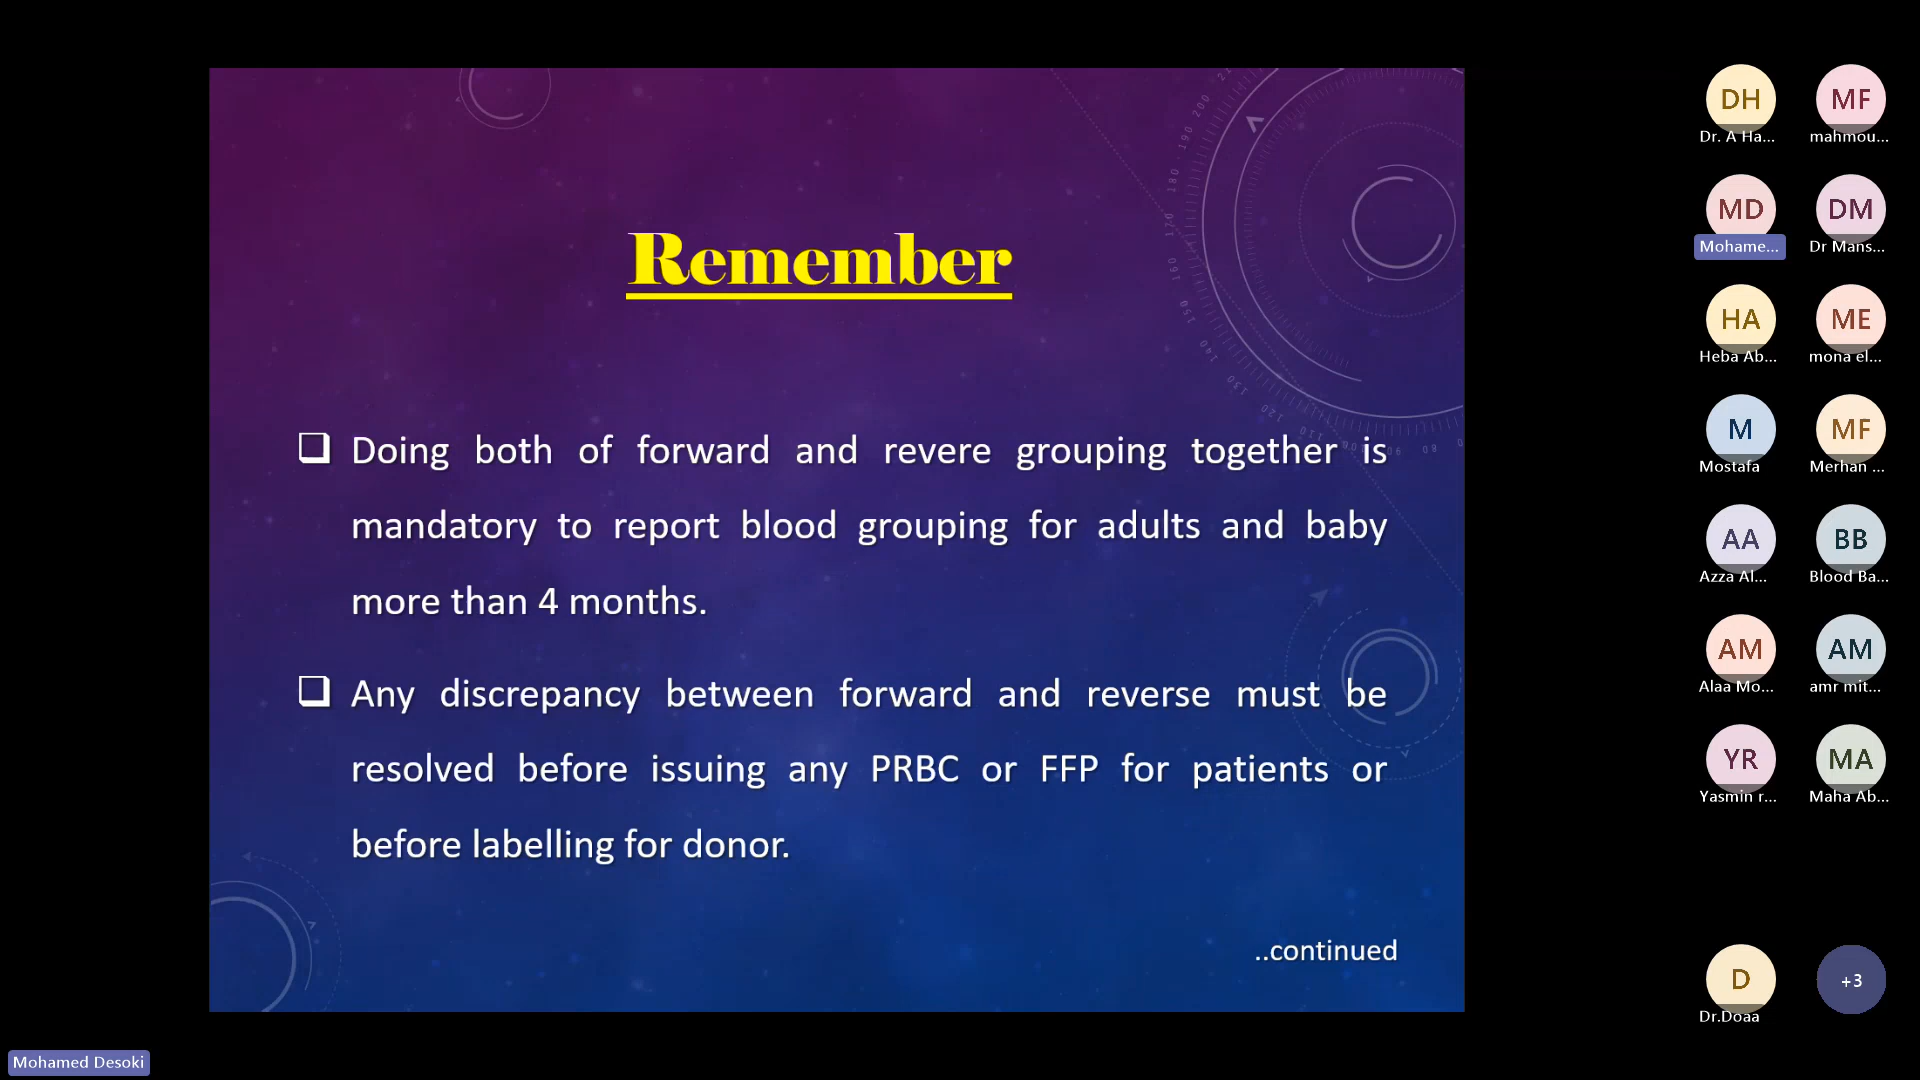 Remember
Doing both of forward and revere grouping together is
mandatory to report blood grouping for adults and baby
more than 4 months.
Any discrepancy between forward and reverse must be
resolved before issuing any PRBC or FFP for patients or
before labelling for donor.
..continued
DH
Dr. A Ha...
MF
mahmou...
MD
Mohame...
DM
Dr Mans...
HA
Heba Ab...
ME
mona el...
M
Mostafa
MF
Merhan ...
AA
Azza Al...
BB
Blood Ba...
AM
Alaa Mo...
AM
amr mit...
YR
Yasmin r...
MA
Maha Ab...
D
Dr.Doaa
+3
Mohamed Desoki